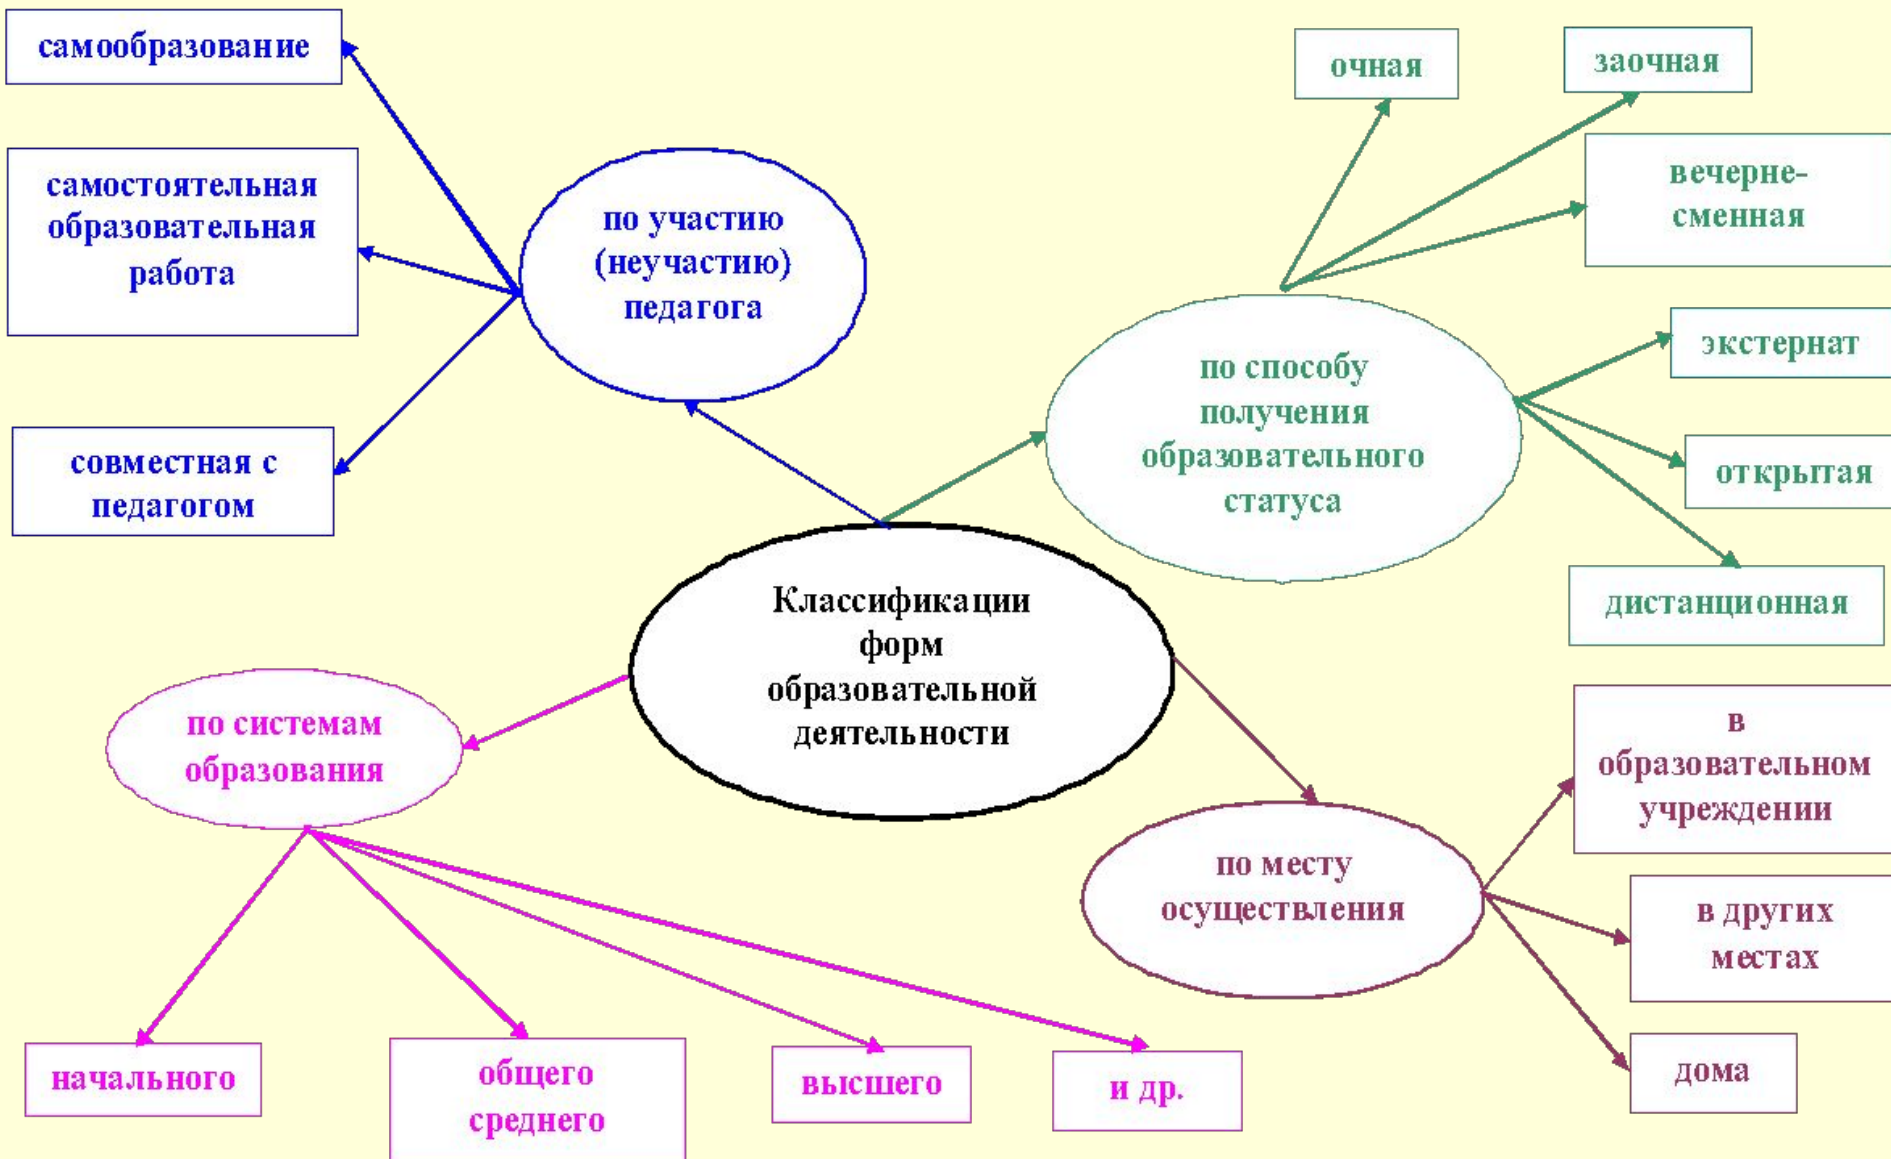 самообразование
самостоятельная
образовательная
работа
совместная с
педагогом
по участию
(неучастию)
педагога
очная
заочная
вечерне-
сменная
экстернат
открытая
дистанционная
по способу
получения
образовательного
статуса
Классификации
форм
образовательной
деятельности
по системам
образования
начального
общего
среднего
высшего
и др.
по месту
осуществления
в
образовательном
учреждении
в других
местах
дома